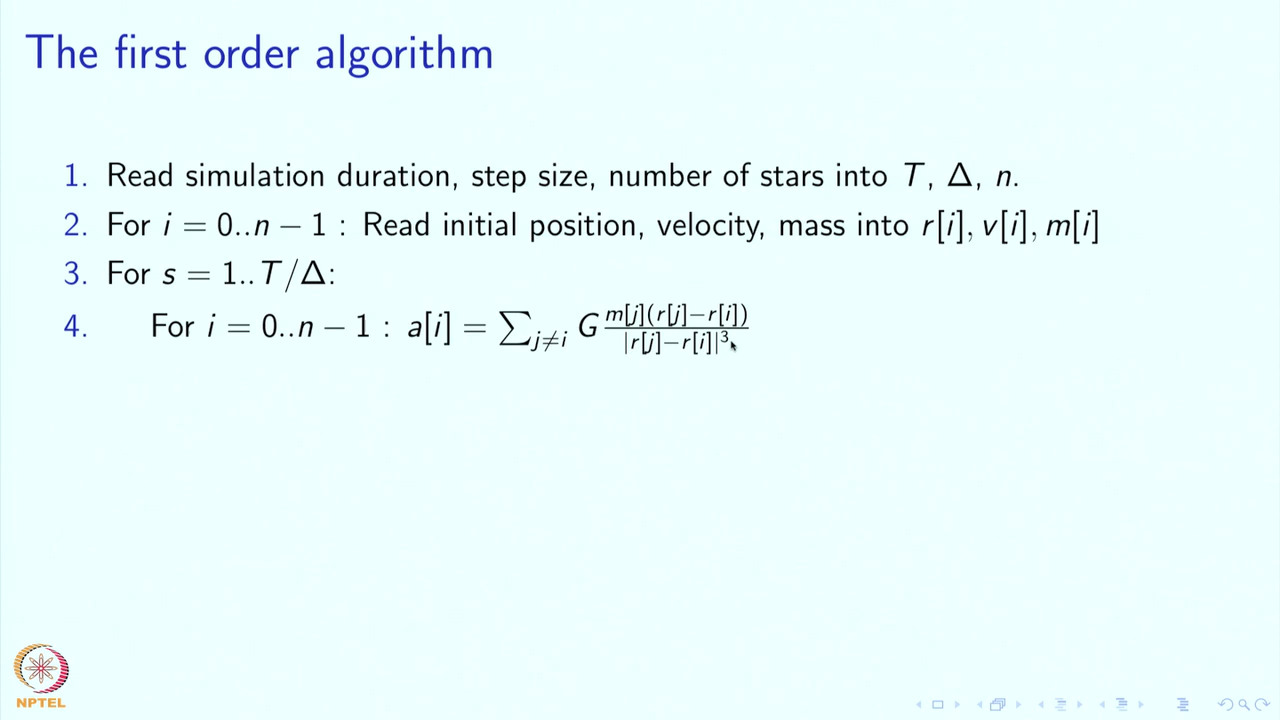 The first order algorithm
1. Read simulation duration, step size, number of stars into T, Δ, n.
2. For i = 0..n − 1 : Read initial position, velocity, mass into r[i], v[i], m[i]
3. For s = 1..T/Δ:
4. For i = 0..n − 1 : a[i] = ∑_{j≠i} G \frac{m[j](r[j]−r[i])}{|r[j]−r[i]|^3}
NPTEL